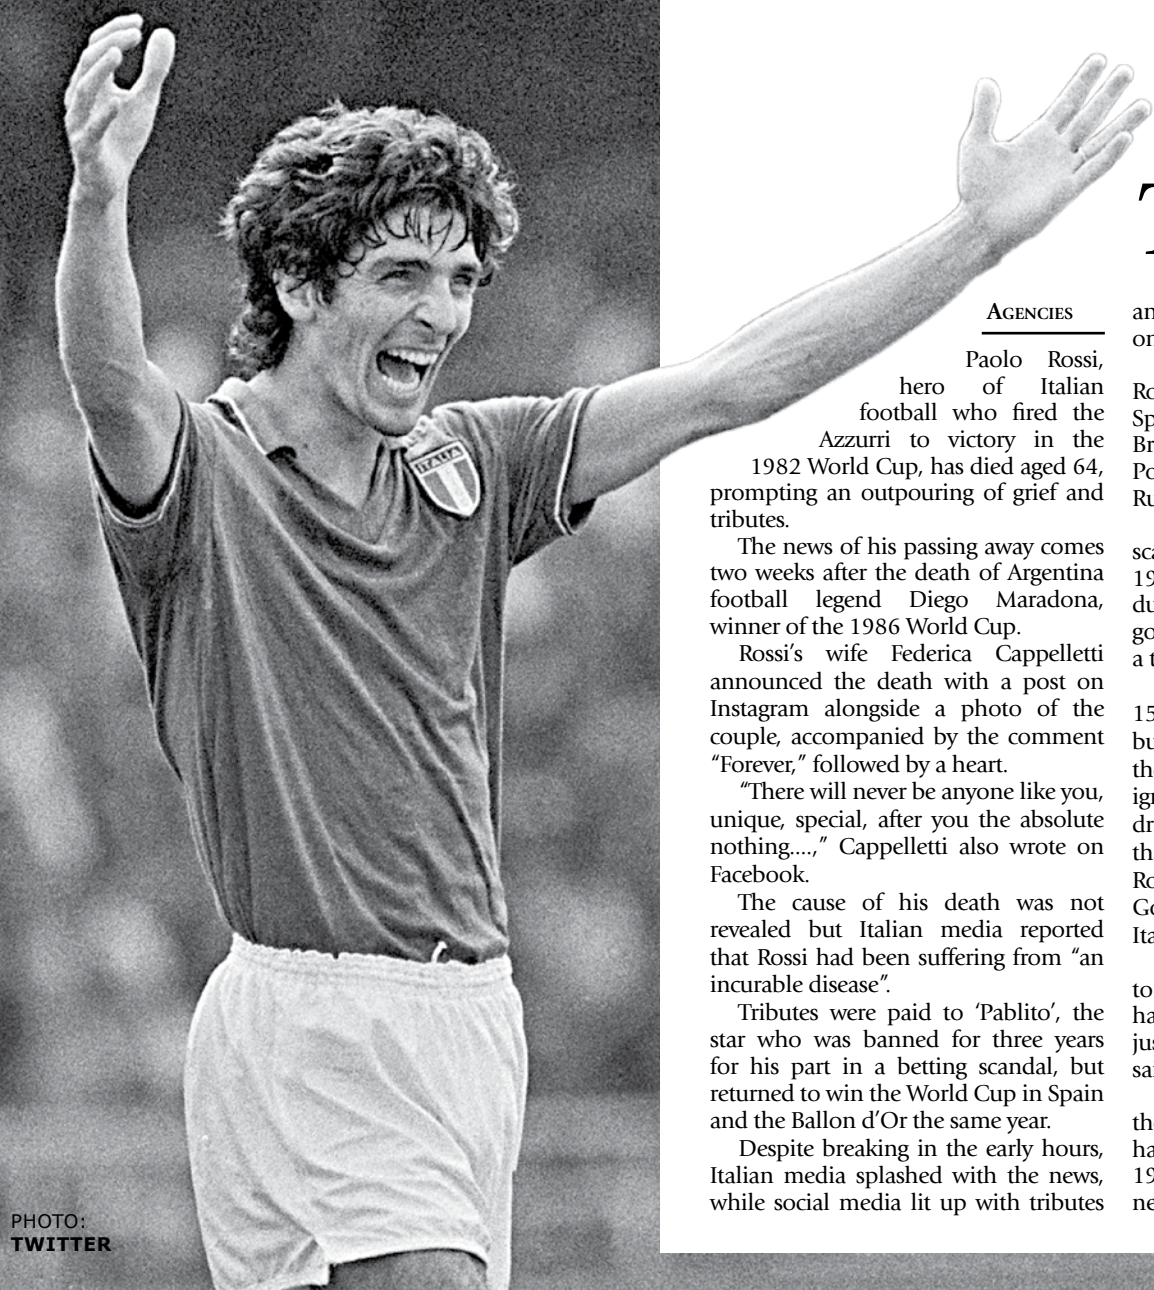 ITALIA
AGENCIES
Paolo Rossi,
hero of Italian
football who fired the
Azzurri to victory in the
1982 World Cup, has died aged 64,
prompting an outpouring of grief and
tributes.
The news of his passing away comes
two weeks after the death of Argentina
football legend Diego Maradona,
winner of the 1986 World Cup.
Rossi’s wife Federica Cappelletti
announced the death with a post on
Instagram alongside a photo of the
couple, accompanied by the comment
“Forever,” followed by a heart.
“There will never be anyone like you,
unique, special, after you the absolute
nothing....,” Cappelletti also wrote on
Facebook.
The cause of his death was not
revealed but Italian media reported
that Rossi had been suffering from “an
incurable disease”.
Tributes were paid to ‘Pablito’, the
star who was banned for three years
for his part in a betting scandal, but
returned to win the World Cup in Spain
and the Ballon d’Or the same year.
Despite breaking in the early hours,
Italian media splashed with the news,
while social media lit up with tributes
PHOTO:
TWITTER